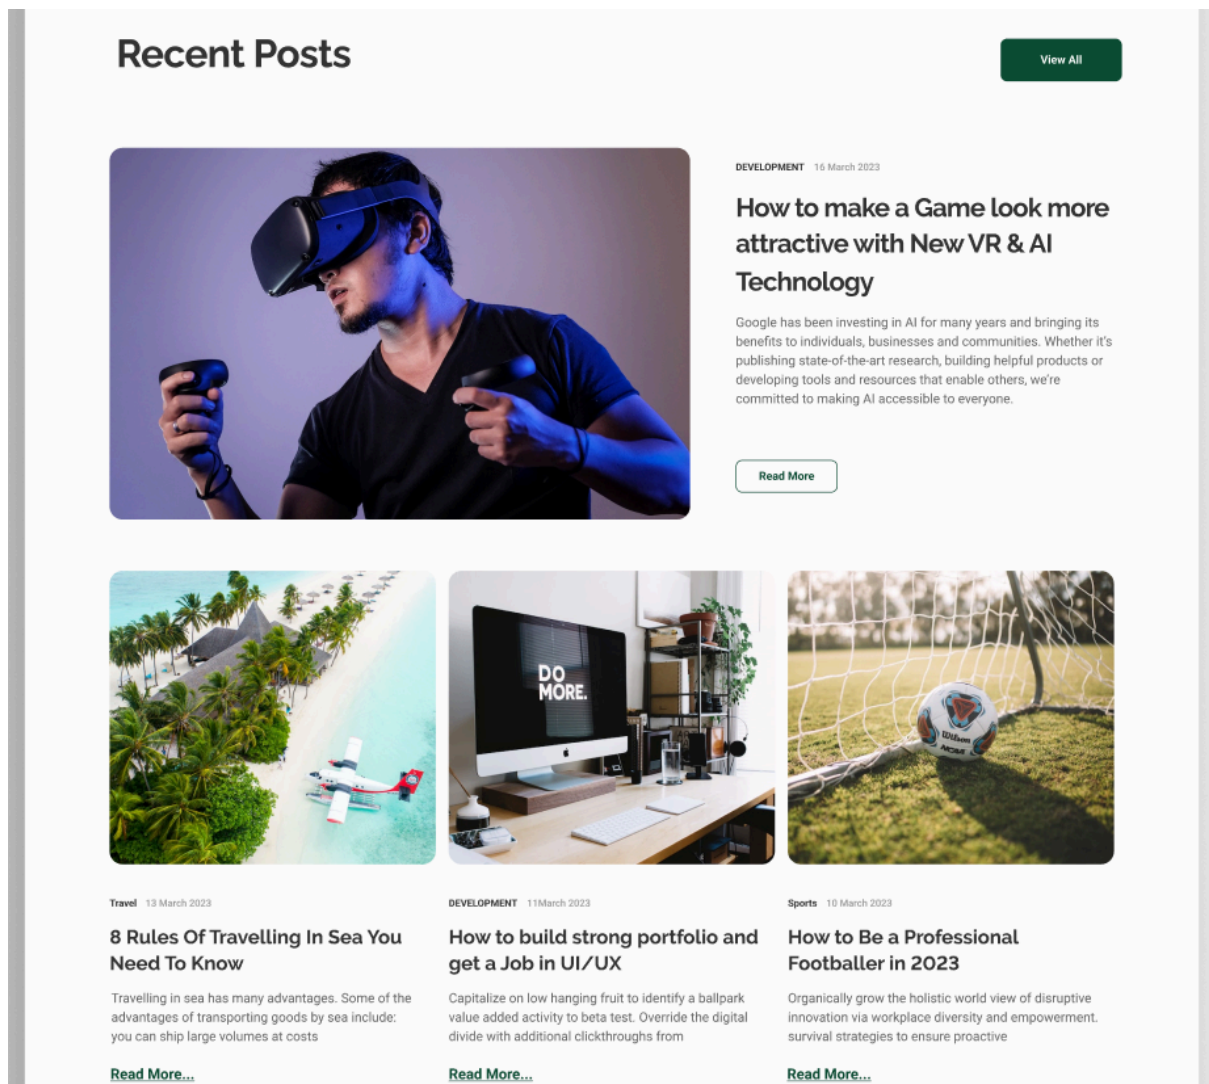 Recent Posts
View All
DEVELOPMENT 16 March 2023
How to make a Game look more
attractive with New VR & AI
Technology
Google has been investing in AI for many years and bringing its
benefits to individuals, businesses and communities. Whether it's
publishing state-of-the-art research, building helpful products or
developing tools and resources that enable others, we're
committed to making AI accessible to everyone.
Read More
DO
MORE.
Wilson
NCAA
Travel 13 March 2023
8 Rules Of Travelling In Sea You
Need To Know
Travelling in sea has many advantages. Some of the
advantages of transporting goods by sea include:
you can ship large volumes at costs
Read More...
DEVELOPMENT 11March 2023
How to build strong portfolio and
get a Job in UI/UX
Capitalize on low hanging fruit to identify a ballpark
value added activity to beta test. Override the digital
divide with additional clickthroughs from
Read More...
Sports 10 March 2023
How to Be a Professional
Footballer in 2023
Organically grow the holistic world view of disruptive
innovation via workplace diversity and empowerment.
survival strategies to ensure proactive
Read More...